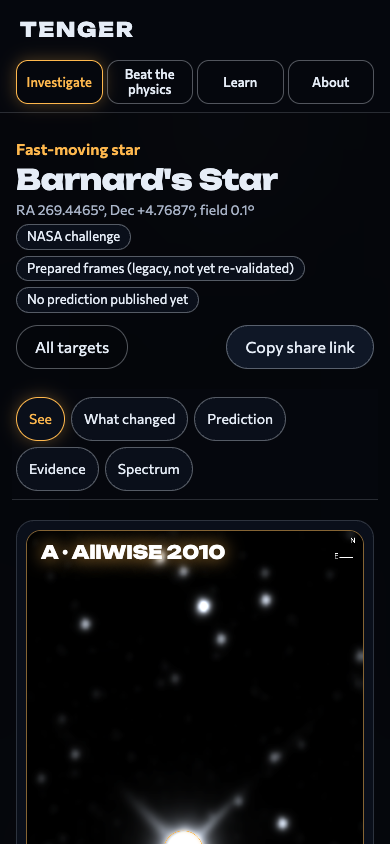 TENGER
Investigate
Beat the
physics
Learn
About
Fast-moving star
Barnard's Star
RA 269.4465°, Dec +4.7687°, field 0.1°
NASA challenge
Prepared frames (legacy, not yet re-validated)
No prediction published yet
All targets
Copy share link
See
What changed
Prediction
Evidence
Spectrum
A · AllWISE 2010
N
E